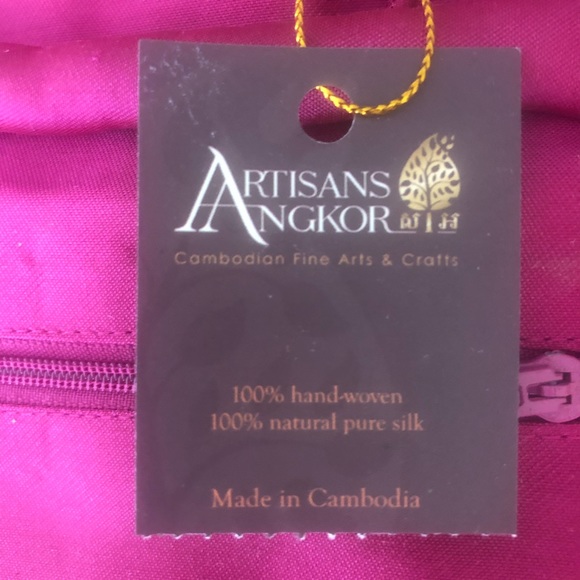 ARTISANS
ANGKOR
Cambodian Fine Arts & Crafts
100% hand-woven
100% natural pure silk
Made in Cambodia